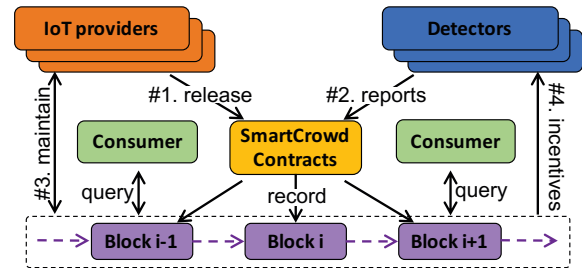 IoT providers
Detectors
#1. release
#2. reports
#3. maintain
#4. incentives
Consumer
SmartCrowd
Contracts
Consumer
query
record
query
Block i-1
Block i
Block i+1